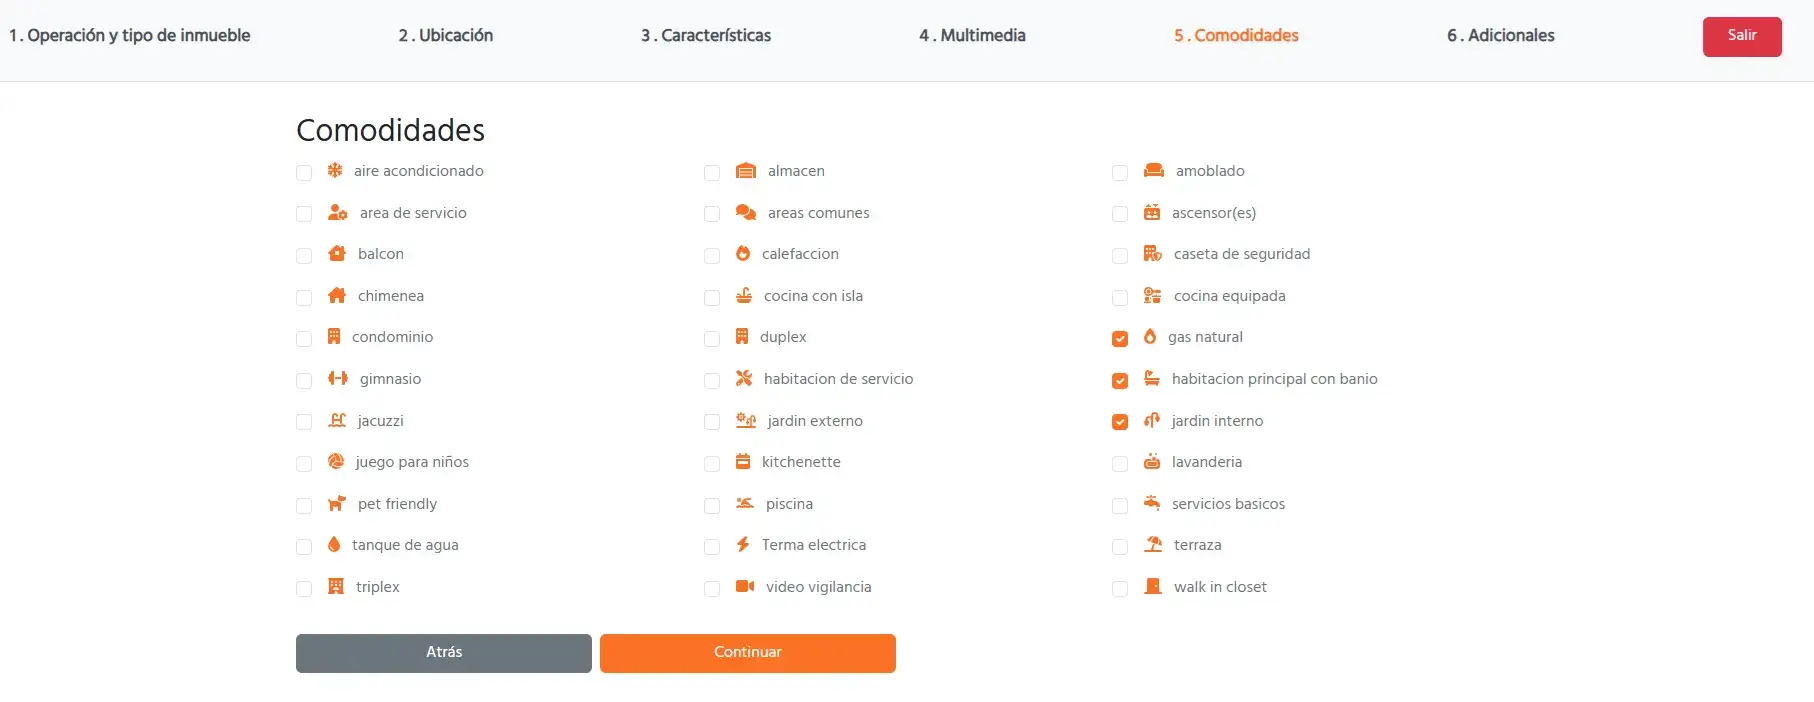 1 . Operación y tipo de inmueble 2 . Ubicación 3 . Características 4 . Multimedia 5 . Comodidades 6 . Adicionales Salir
Comodidades
aire acondicionado almacen amoblado
area de servicio areas comunes ascensor(es)
balcon calefaccion caseta de seguridad
chimenea cocina con isla cocina equipada
condominio duplex gas natural
gimnasio habitacion de servicio habitacion principal con banio
jacuzzi jardin externo jardin interno
juego para niños kitchenette lavanderia
pet friendly piscina servicios basicos
tanque de agua Terma electrica terraza
triplex video vigilancia walk in closet
Atrás Continuar